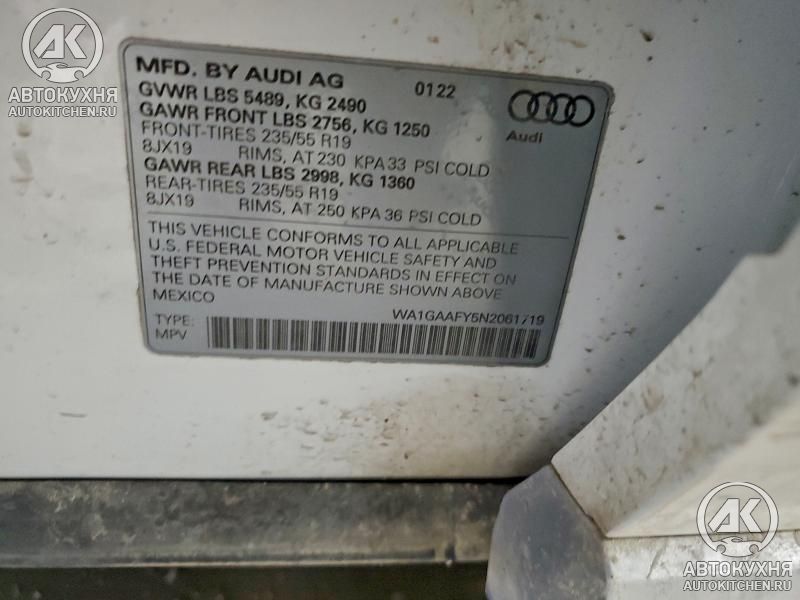 AK
АВТОКУХНЯ
AUTOKITCHEN.RU
MFD. BY AUDI AG 0122
GVWR LBS 5489, KG 2490
GAWR FRONT LBS 2756, KG 1250
Audi
FRONT-TIRES 235/55 R19
8JX19 RIMS, AT 230 KPA 33 PSI COLD
GAWR REAR LBS 2998, KG 1360
REAR-TIRES 235/55 R19
8JX19 RIMS, AT 250 KPA 36 PSI COLD
THIS VEHICLE CONFORMS TO ALL APPLICABLE
U.S. FEDERAL MOTOR VEHICLE SAFETY AND
THEFT PREVENTION STANDARDS IN EFFECT ON
THE DATE OF MANUFACTURE SHOWN ABOVE
MEXICO
WA1GAAFY5N2061719
TYPE:
MPV
AK
АВТОКУХНЯ
AUTOKITCHEN.RU